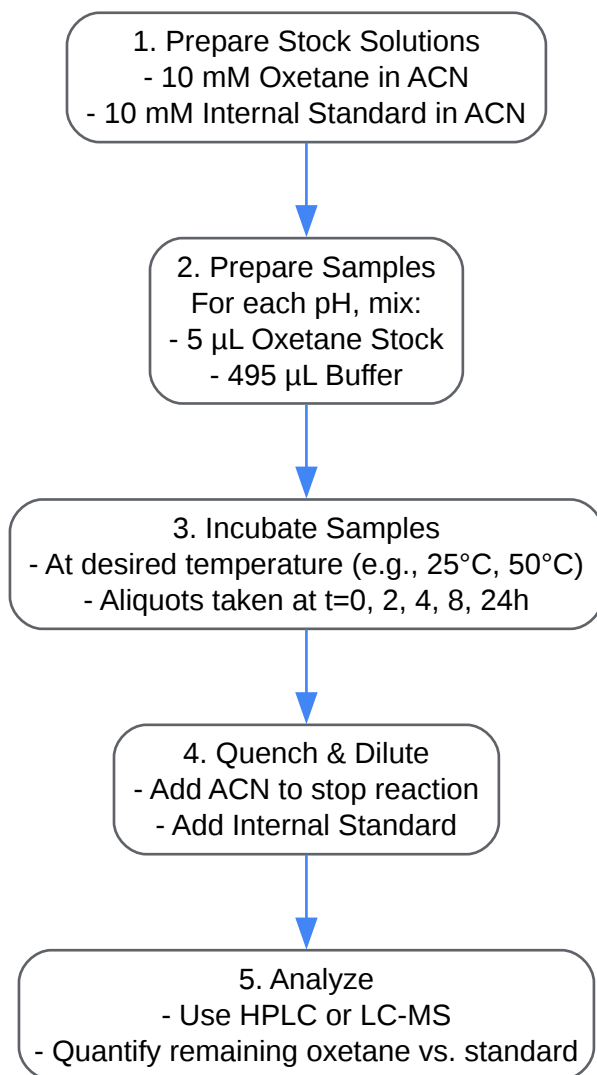 1. Prepare Stock Solutions
- 10 mM Oxetane in ACN
- 10 mM Internal Standard in ACN
2. Prepare Samples
For each pH, mix:
- 5 µL Oxetane Stock
- 495 µL Buffer
3. Incubate Samples
- At desired temperature (e.g., 25°C, 50°C)
- Aliquots taken at t=0, 2, 4, 8, 24h
4. Quench & Dilute
- Add ACN to stop reaction
- Add Internal Standard
5. Analyze
- Use HPLC or LC-MS
- Quantify remaining oxetane vs. standard